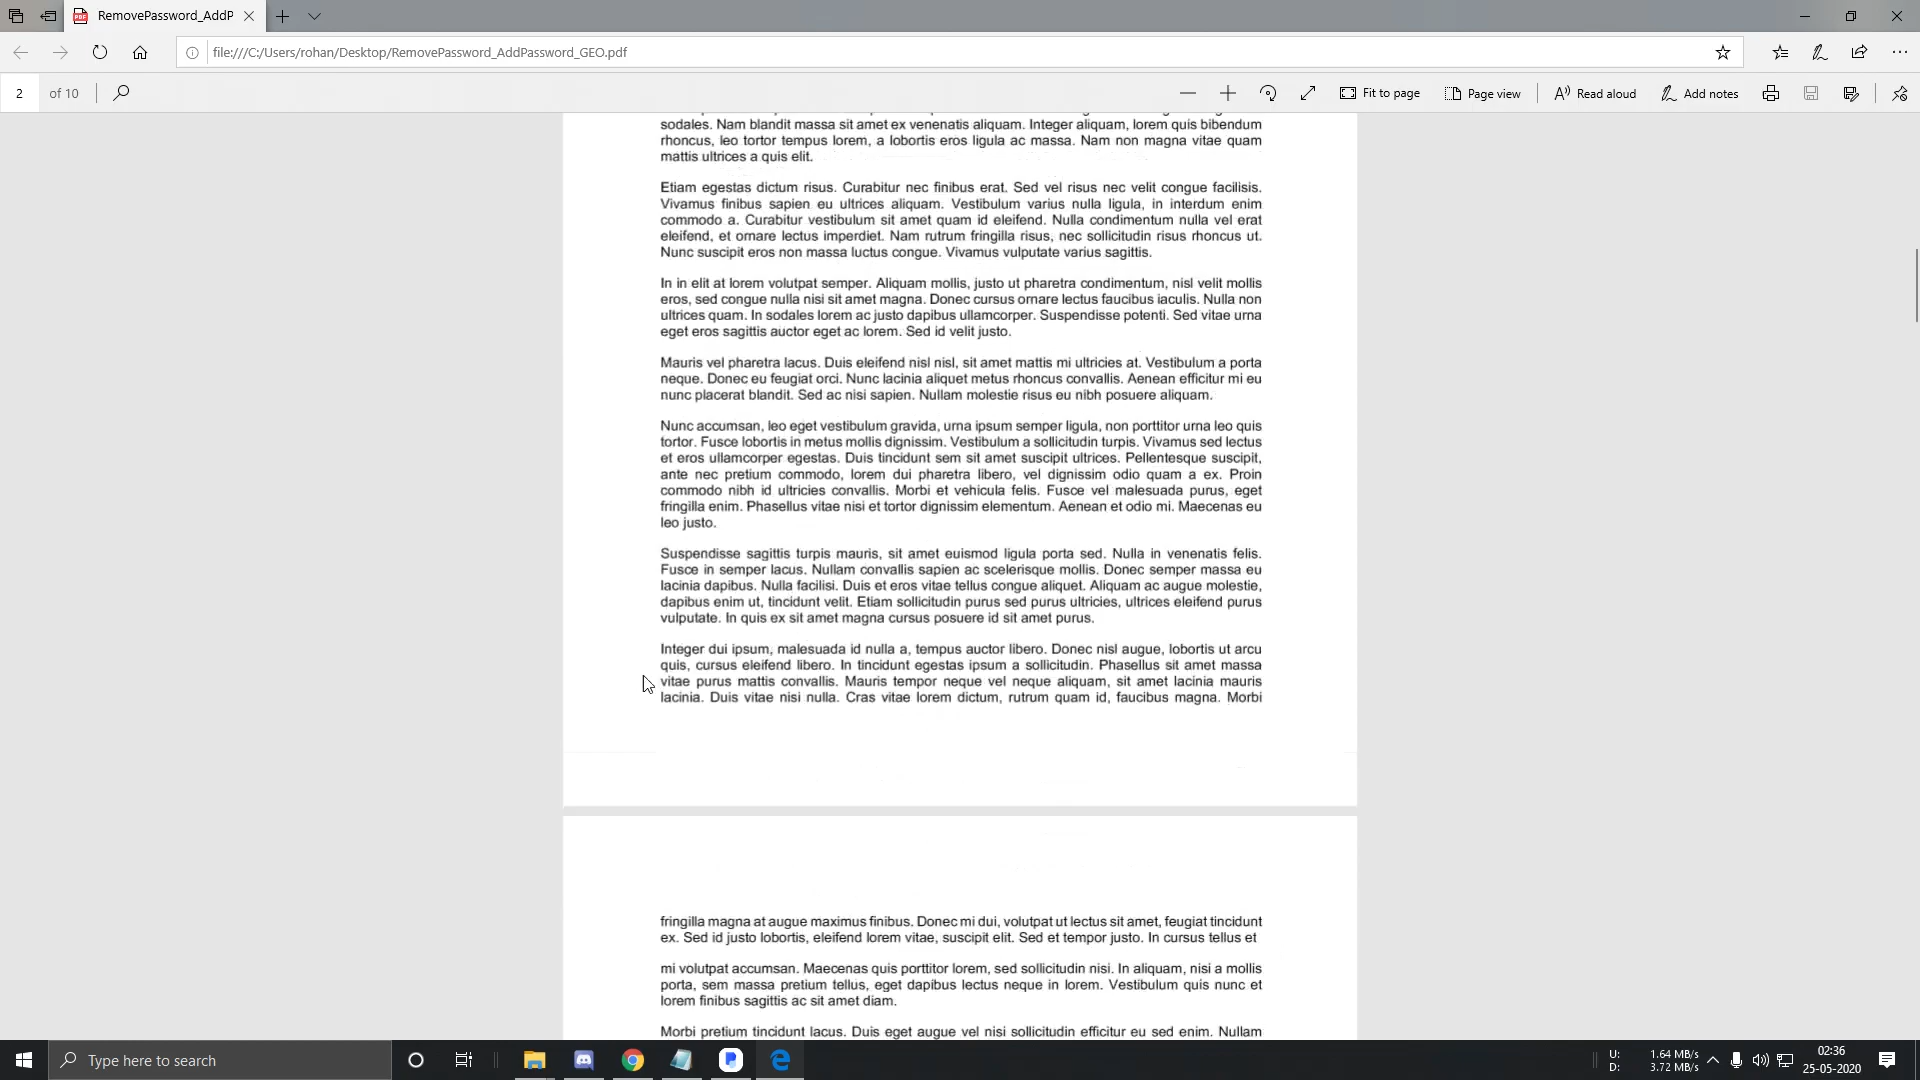 RemovePassword_AddP
file:///C:/Users/rohan/Desktop/RemovePassword_AddPassword_GEO.pdf
2 of 10
Fit to page
Page view
Read aloud
Add notes
sodales. Nam blandit massa sit amet ex venenatis aliquam. Integer aliquam, lorem quis bibendum
rhoncus, leo tortor tempus lorem, a lobortis eros ligula ac massa. Nam non magna vitae quam
mattis ultrices a quis elit.
Etiam egestas dictum risus. Curabitur nec finibus erat. Sed vel risus nec velit congue facilisis.
Vivamus finibus sapien eu ultrices aliquam. Vestibulum varius nulla ligula, in interdum enim
commodo a. Curabitur vestibulum sit amet quam id eleifend. Nulla condimentum nulla vel erat
eleifend, et ornare lectus imperdiet. Nam rutrum fringilla risus, nec sollicitudin risus rhoncus ut.
Nunc suscipit eros non massa luctus congue. Vivamus vulputate varius sagittis.
In in elit at lorem volutpat semper. Aliquam mollis, justo ut pharetra condimentum, nisl velit mollis
eros, sed congue nulla nisi sit amet magna. Donec cursus ornare lectus faucibus iaculis. Nulla non
ultrices quam. In sodales lorem ac justo dapibus ullamcorper. Suspendisse potenti. Sed vitae urna
eget eros sagittis auctor eget ac lorem. Sed id velit justo.
Mauris vel pharetra lacus. Duis eleifend nisl nisl, sit amet mattis mi ultricies at. Vestibulum a porta
neque. Donec eu feugiat orci. Nunc lacinia aliquet metus rhoncus convallis. Aenean efficitur mi eu
nunc placerat blandit. Sed ac nisi sapien. Nullam molestie risus eu nibh posuere aliquam.
Nunc accumsan, leo eget vestibulum gravida, urna ipsum semper ligula, non porttitor urna leo quis
tortor. Fusce lobortis in metus mollis dignissim. Vestibulum a sollicitudin turpis. Vivamus sed lectus
et eros ullamcorper egestas. Duis tincidunt sem sit amet suscipit ultrices. Pellentesque suscipit,
ante nec pretium commodo, lorem dui pharetra libero, vel dignissim odio quam a ex. Proin
commodo nibh id ultricies convallis. Morbi et vehicula felis. Fusce vel malesuada purus, eget
fringilla enim. Phasellus vitae nisi et tortor dignissim elementum. Aenean et odio mi. Maecenas eu
leo justo.
Suspendisse sagittis turpis mauris, sit amet euismod ligula porta sed. Nulla in venenatis felis.
Fusce in semper lacus. Nullam convallis sapien ac scelerisque mollis. Donec semper massa eu
lacinia dapibus. Nulla facilisi. Duis et eros vitae tellus congue aliquet. Aliquam ac augue molestie,
dapibus enim ut, tincidunt velit. Etiam sollicitudin purus sed purus ultricies, ultrices eleifend purus
vulputate. In quis ex sit amet magna cursus posuere id sit amet purus.
Integer dui ipsum, malesuada id nulla a, tempus auctor libero. Donec nisl augue, lobortis ut arcu
quis, cursus eleifend libero. In tincidunt egestas ipsum a sollicitudin. Phasellus sit amet massa
vitae purus mattis convallis. Mauris tempor neque vel neque aliquam, sit amet lacinia mauris
lacinia. Duis vitae nisi nulla. Cras vitae lorem dictum, rutrum quam id, faucibus magna. Morbi
fringilla magna at augue maximus finibus. Donec mi dui, volutpat ut lectus sit amet, feugiat tincidunt
ex. Sed id justo lobortis, eleifend lorem vitae, suscipit elit. Sed et tempor justo. In cursus tellus et
mi volutpat accumsan. Maecenas quis porttitor lorem, sed sollicitudin nisi. In aliquam, nisi a mollis
porta, sem massa pretium tellus, eget dapibus lectus neque in lorem. Vestibulum quis nunc et
lorem finibus sagittis ac sit amet diam.
Morbi pretium tincidunt lacus. Duis eget augue vel nisi sollicitudin efficitur eu sed enim. Nullam
Type here to search
U: 1.64 MB/s
D: 3.72 MB/s
02:36
25-05-2020